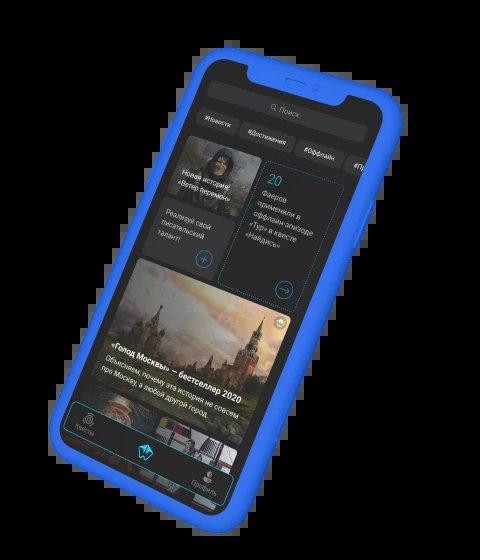 Поиск
#Новости
#Достижения
#Оффлайн
Новая история!
«Ветер перемен»
20
Фаеров
применили в
оффлайн-эпизоде
«Тур» в квесте
«Найдись»
Реализуй свой
писательский
талант!
«Голод Москвы» — бестселлер 2020
Объясняем, почему эта история не совсем
про Москву, а любой другой город.
Квесты
Профиль